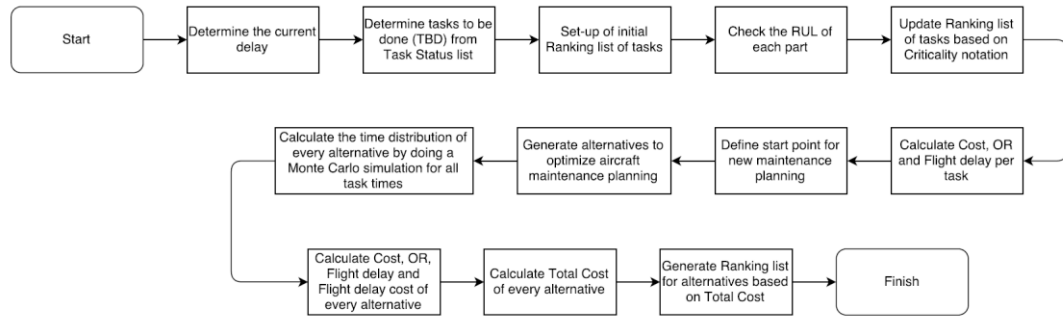 Start
Determine the current
delay
Determine tasks to be
done (TBD) from
Task Status list
Set-up of initial
Ranking list of tasks
Check the RUL of
each part
Update Ranking list
of tasks based on
Criticality notation
Calculate Cost, OR
and Flight delay per
task
Define start point for
new maintenance
planning
Generate alternatives to
optimize aircraft
maintenance planning
Calculate the time distribution of
every alternative by doing a
Monte Carlo simulation for all
task times
Calculate Cost, OR,
Flight delay and
Flight delay cost of
every alternative
Calculate Total Cost
of every alternative
Generate Ranking list
for alternatives based
on Total Cost
Finish